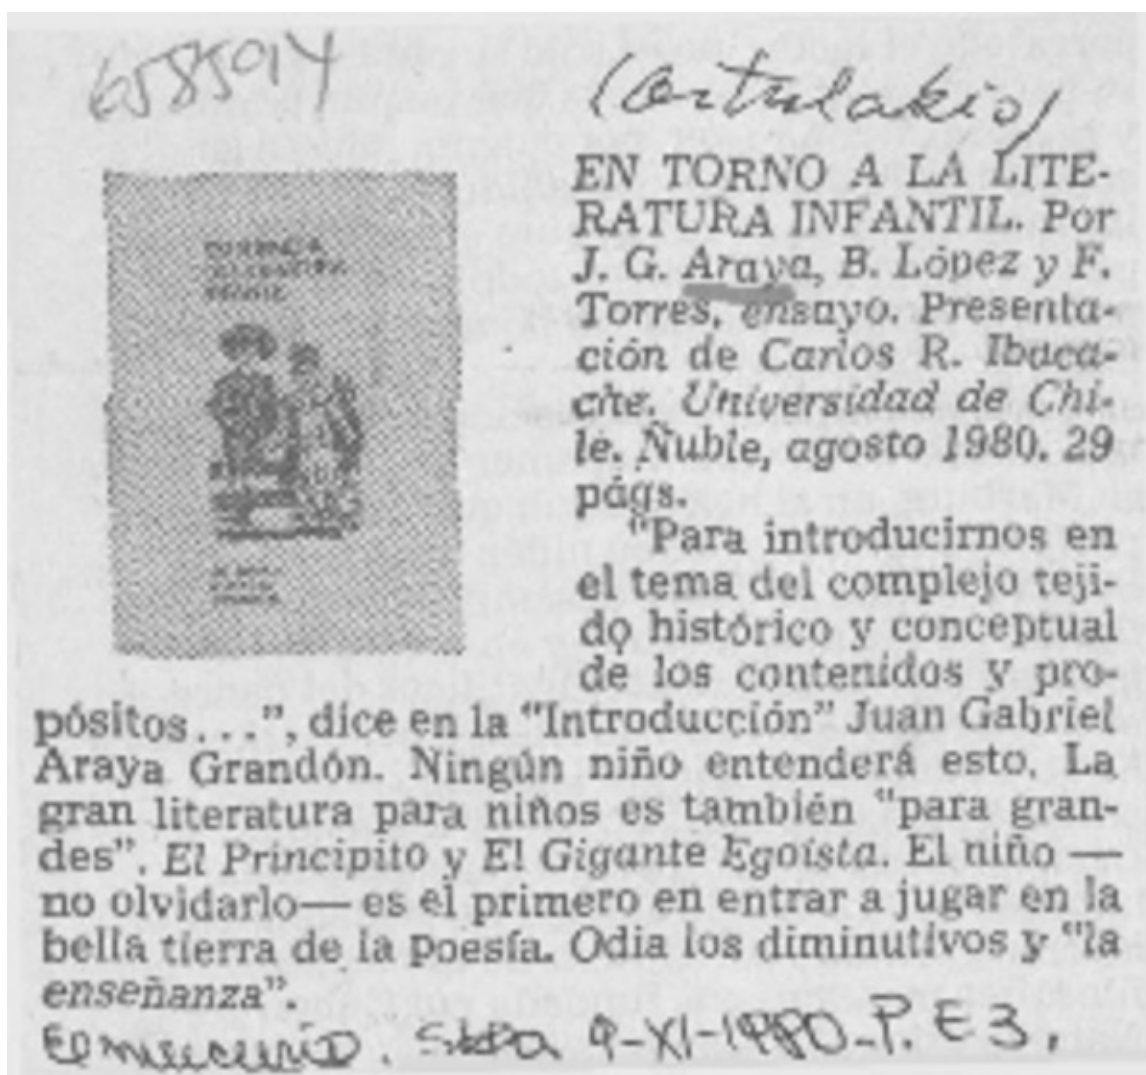 658594
EN TORNO A LA LITE-
RATURA INFANTIL. Por
J. G. Araya, B. López y F.
Torres, ensayo. Presenta-
ción de Carlos R. Ibaca-
che. Universidad de Chi-
le. Ñuble, agosto 1980. 29
págs.
"Para introducirnos en
el tema del complejo teji-
do histórico y conceptual
de los contenidos y pro-
pósitos...", dice en la "Introducción" Juan Gabriel
Araya Grandón. Ningún niño entenderá esto. La
gran literatura para niños es también "para gran-
des". El Principito y El Gigante Egoísta. El niño —
no olvidarlo— es el primero en entrar a jugar en la
bella tierra de la poesía. Odia los diminutivos y "la
enseñanza".
El Mercurio. 9-XI-1980-P. E 3.